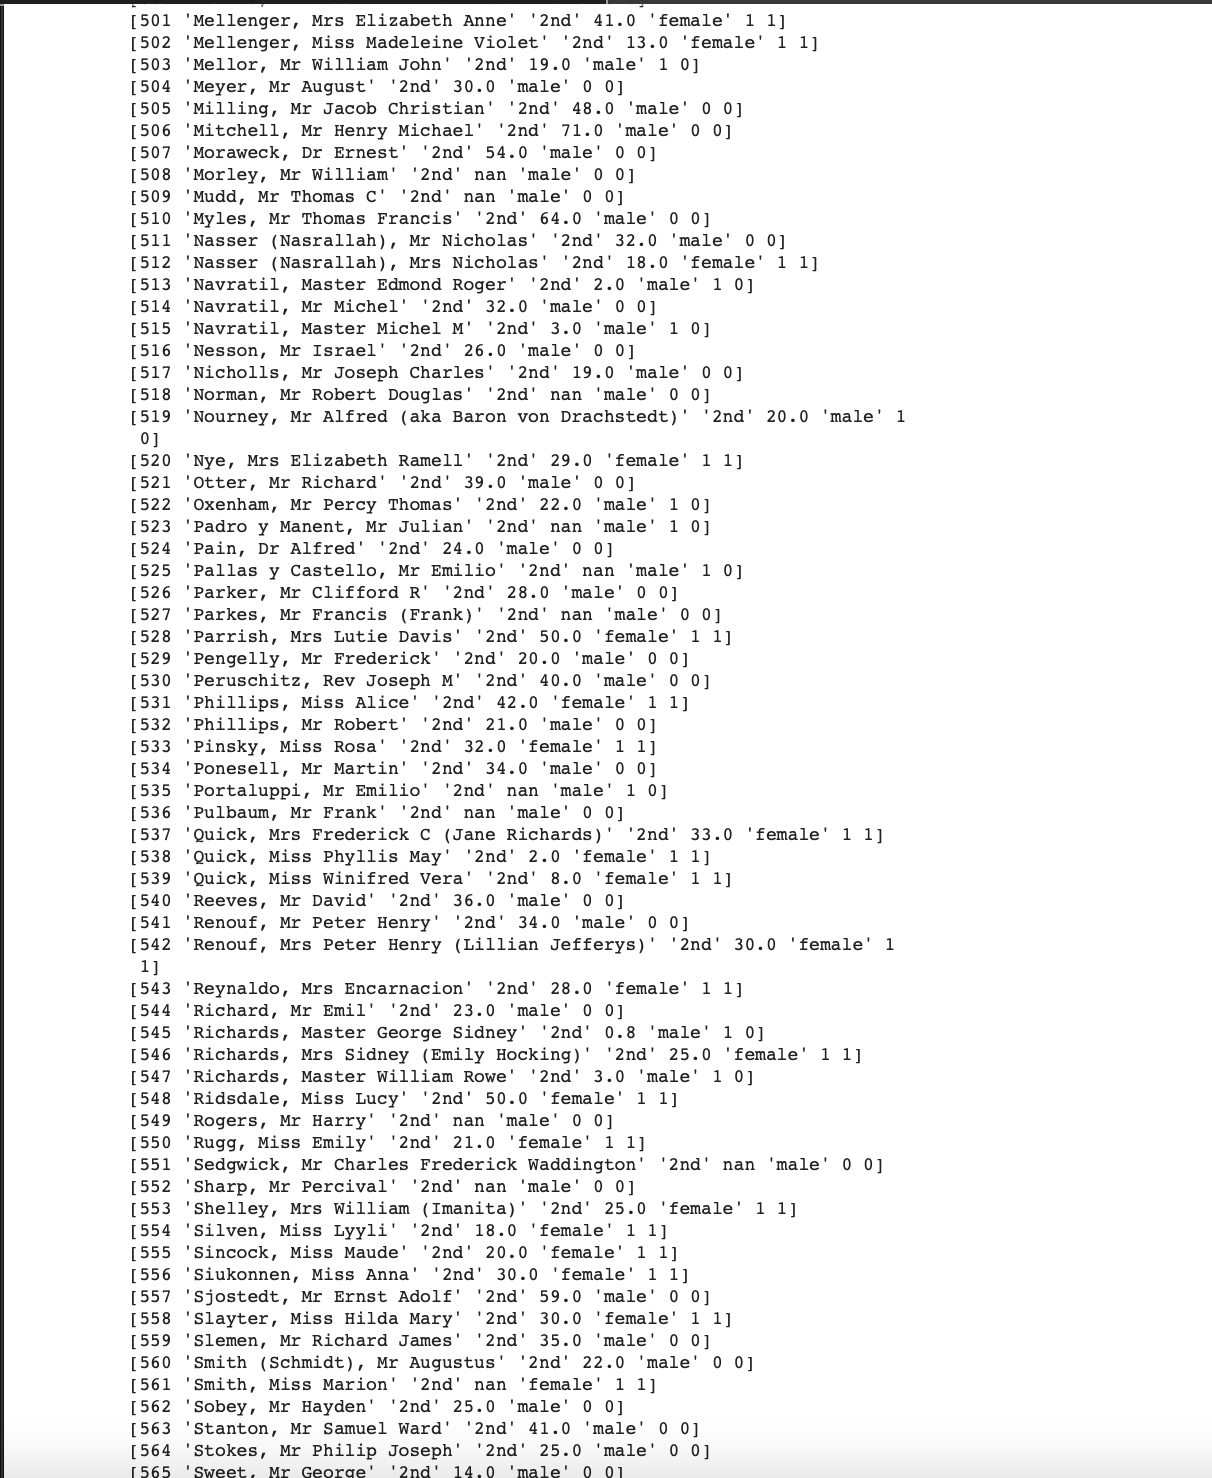 [501 'Mellenger, Mrs Elizabeth Anne' '2nd' 41.0 'female' 1 1]
[502 'Mellenger, Miss Madeleine Violet' '2nd' 13.0 'female' 1 1]
[503 'Mellor, Mr William John' '2nd' 19.0 'male' 1 0]
[504 'Meyer, Mr August' '2nd' 30.0 'male' 0 0]
[505 'Milling, Mr Jacob Christian' '2nd' 48.0 'male' 0 0]
[506 'Mitchell, Mr Henry Michael' '2nd' 71.0 'male' 0 0]
[507 'Moraweck, Dr Ernest' '2nd' 54.0 'male' 0 0]
[508 'Morley, Mr William' '2nd' nan 'male' 0 0]
[509 'Mudd, Mr Thomas C' '2nd' nan 'male' 0 0]
[510 'Myles, Mr Thomas Francis' '2nd' 64.0 'male' 0 0]
[511 'Nasser (Nasrallah), Mr Nicholas' '2nd' 32.0 'male' 0 0]
[512 'Nasser (Nasrallah), Mrs Nicholas' '2nd' 18.0 'female' 1 1]
[513 'Navratil, Master Edmond Roger' '2nd' 2.0 'male' 1 0]
[514 'Navratil, Mr Michel' '2nd' 32.0 'male' 0 0]
[515 'Navratil, Master Michel M' '2nd' 3.0 'male' 1 0]
[516 'Nesson, Mr Israel' '2nd' 26.0 'male' 0 0]
[517 'Nicholls, Mr Joseph Charles' '2nd' 19.0 'male' 0 0]
[518 'Norman, Mr Robert Douglas' '2nd' nan 'male' 0 0]
[519 'Nourney, Mr Alfred (aka Baron von Drachstedt)' '2nd' 20.0 'male' 1
0]
[520 'Nye, Mrs Elizabeth Ramell' '2nd' 29.0 'female' 1 1]
[521 'Otter, Mr Richard' '2nd' 39.0 'male' 0 0]
[522 'Oxenham, Mr Percy Thomas' '2nd' 22.0 'male' 1 0]
[523 'Padro y Manent, Mr Julian' '2nd' nan 'male' 1 0]
[524 'Pain, Dr Alfred' '2nd' 24.0 'male' 0 0]
[525 'Pallas y Castello, Mr Emilio' '2nd' nan 'male' 1 0]
[526 'Parker, Mr Clifford R' '2nd' 28.0 'male' 0 0]
[527 'Parkes, Mr Francis (Frank)' '2nd' nan 'male' 0 0]
[528 'Parrish, Mrs Lutie Davis' '2nd' 50.0 'female' 1 1]
[529 'Pengelly, Mr Frederick' '2nd' 20.0 'male' 0 0]
[530 'Peruschitz, Rev Joseph M' '2nd' 40.0 'male' 0 0]
[531 'Phillips, Miss Alice' '2nd' 42.0 'female' 1 1]
[532 'Phillips, Mr Robert' '2nd' 21.0 'male' 0 0]
[533 'Pinsky, Miss Rosa' '2nd' 32.0 'female' 1 1]
[534 'Ponesell, Mr Martin' '2nd' 34.0 'male' 0 0]
[535 'Portaluppi, Mr Emilio' '2nd' nan 'male' 1 0]
[536 'Pulbaum, Mr Frank' '2nd' nan 'male' 0 0]
[537 'Quick, Mrs Frederick C (Jane Richards)' '2nd' 33.0 'female' 1 1]
[538 'Quick, Miss Phyllis May' '2nd' 2.0 'female' 1 1]
[539 'Quick, Miss Winifred Vera' '2nd' 8.0 'female' 1 1]
[540 'Reeves, Mr David' '2nd' 36.0 'male' 0 0]
[541 'Renouf, Mr Peter Henry' '2nd' 34.0 'male' 0 0]
[542 'Renouf, Mrs Peter Henry (Lillian Jefferys)' '2nd' 30.0 'female' 1
1]
[543 'Reynaldo, Mrs Encarnacion' '2nd' 28.0 'female' 1 1]
[544 'Richard, Mr Emil' '2nd' 23.0 'male' 0 0]
[545 'Richards, Master George Sidney' '2nd' 0.8 'male' 1 0]
[546 'Richards, Mrs Sidney (Emily Hocking)' '2nd' 25.0 'female' 1 1]
[547 'Richards, Master William Rowe' '2nd' 3.0 'male' 1 0]
[548 'Ridsdale, Miss Lucy' '2nd' 50.0 'female' 1 1]
[549 'Rogers, Mr Harry' '2nd' nan 'male' 0 0]
[550 'Rugg, Miss Emily' '2nd' 21.0 'female' 1 1]
[551 'Sedgwick, Mr Charles Frederick Waddington' '2nd' nan 'male' 0 0]
[552 'Sharp, Mr Percival' '2nd' nan 'male' 0 0]
[553 'Shelley, Mrs William (Imanita)' '2nd' 25.0 'female' 1 1]
[554 'Silven, Miss Lyyli' '2nd' 18.0 'female' 1 1]
[555 'Sincock, Miss Maude' '2nd' 20.0 'female' 1 1]
[556 'Siukonnen, Miss Anna' '2nd' 30.0 'female' 1 1]
[557 'Sjostedt, Mr Ernst Adolf' '2nd' 59.0 'male' 0 0]
[558 'Slayter, Miss Hilda Mary' '2nd' 30.0 'female' 1 1]
[559 'Slemen, Mr Richard James' '2nd' 35.0 'male' 0 0]
[560 'Smith (Schmidt), Mr Augustus' '2nd' 22.0 'male' 0 0]
[561 'Smith, Miss Marion' '2nd' nan 'female' 1 1]
[562 'Sobey, Mr Hayden' '2nd' 25.0 'male' 0 0]
[563 'Stanton, Mr Samuel Ward' '2nd' 41.0 'male' 0 0]
[564 'Stokes, Mr Philip Joseph' '2nd' 25.0 'male' 0 0]
[565 'Sweet, Mr George' '2nd' 14.0 'male' 0 0]